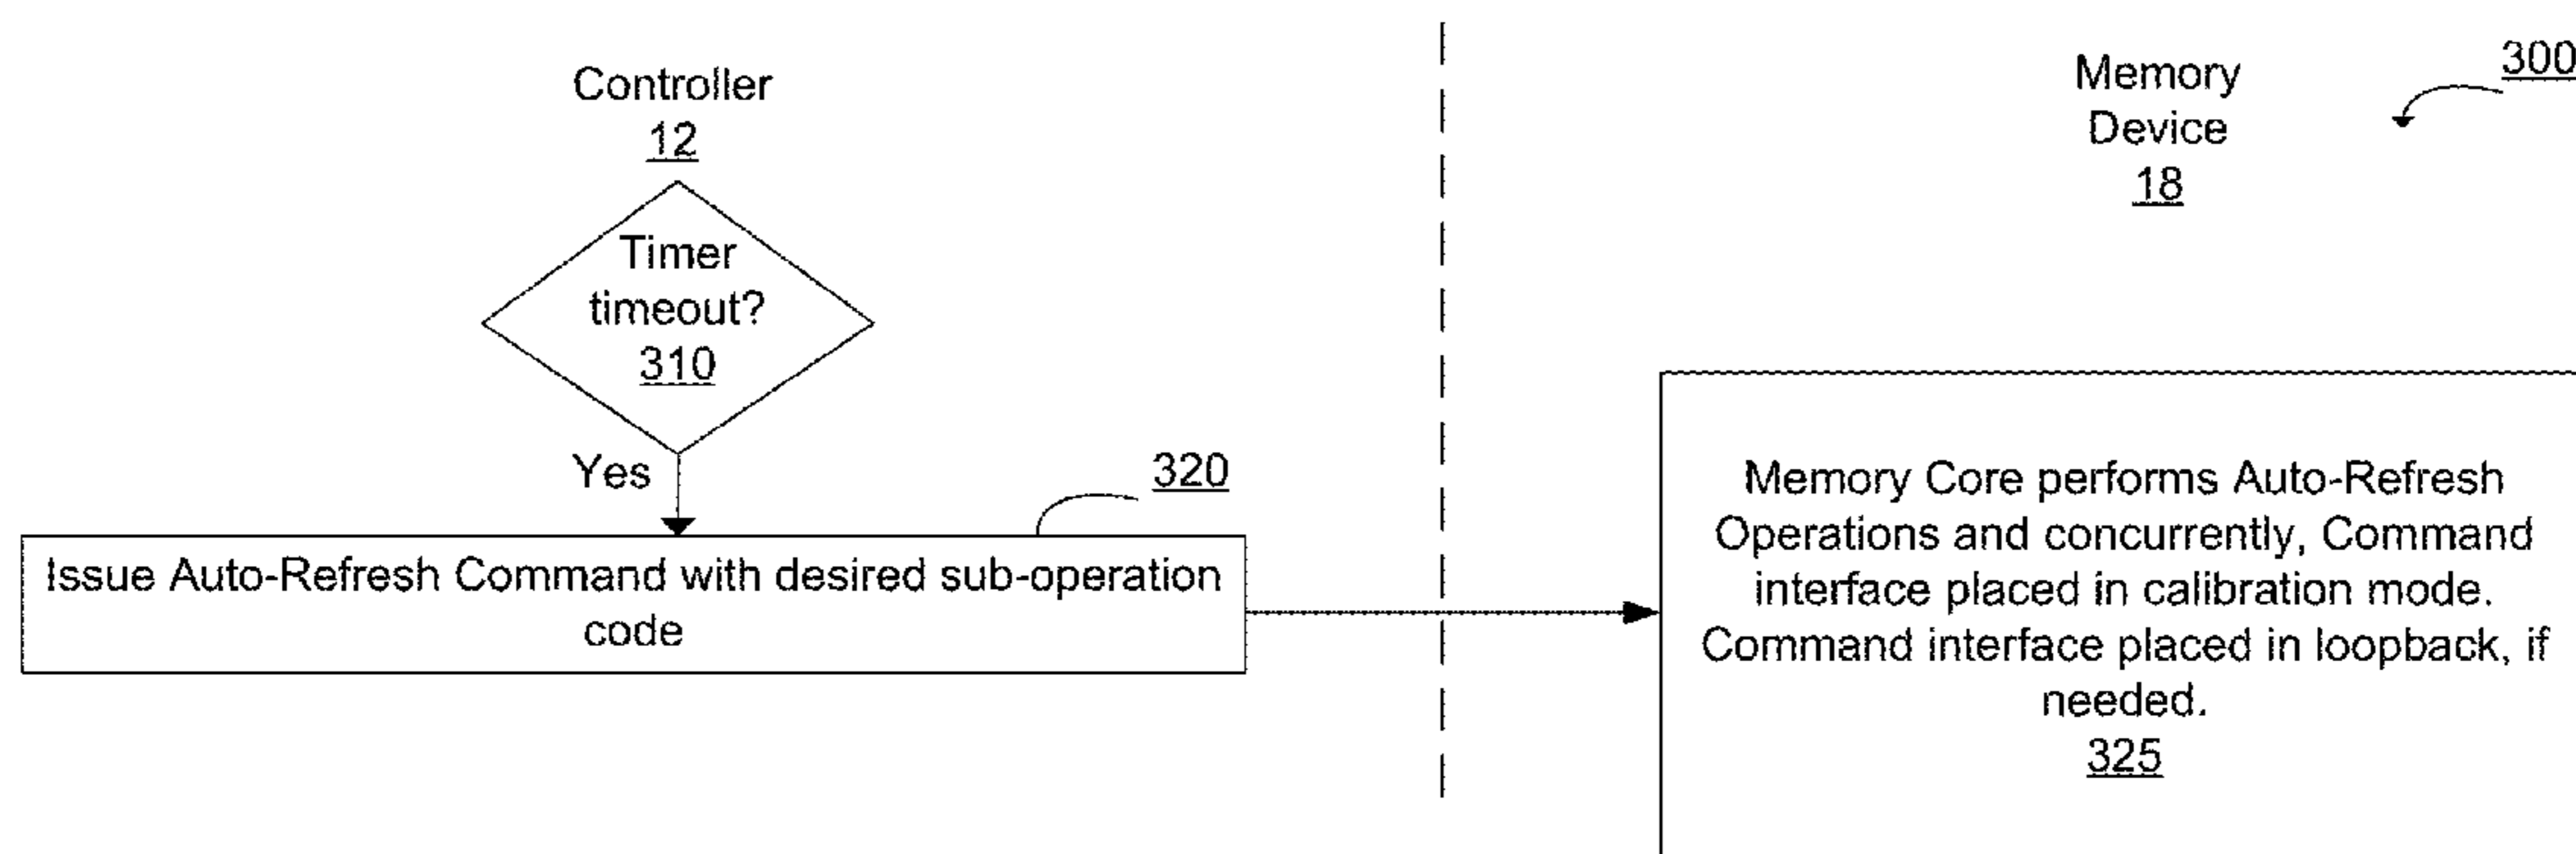 Controller
12
Memory
Device
18
300
Timer
timeout?
310
Yes
320
Issue Auto-Refresh Command with desired sub-operation
code
Memory Core performs Auto-Refresh
Operations and concurrently, Command
interface placed in calibration mode.
Command interface placed in loopback, if
needed.
325